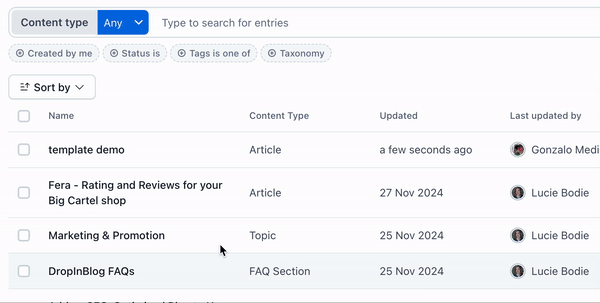 Content type Any Type to search for entries
Created by me Status is Tags is one of Taxonomy
Sort by
Name Content Type Updated Last updated by
template demo Article a few seconds ago Gonzalo Medi
Fera - Rating and Reviews for your
Big Cartel shop Article 27 Nov 2024 Lucie Bodie
Marketing & Promotion Topic 25 Nov 2024 Lucie Bodie
DropInBlog FAQs FAQ Section 25 Nov 2024 Lucie Bodie